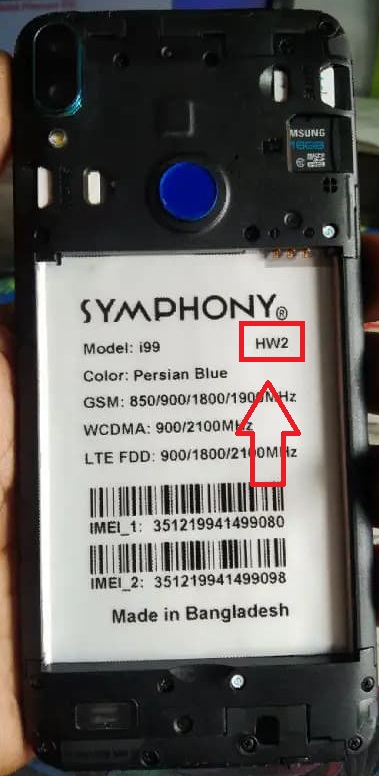 MSUNG
16GB
SYMPHONY®
Model: i99 HW2
Color: Persian Blue
GSM: 850/900/1800/1900MHz
WCDMA: 900/2100MHz
LTE FDD: 900/1800/2100MHz
IMEI_1: 351219941499080
IMEI_2: 351219941499098
Made in Bangladesh